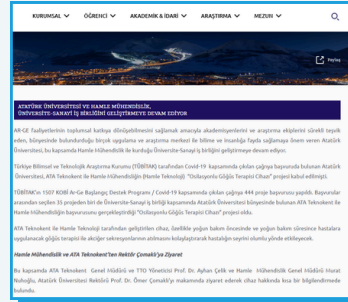 KURUMSAL ÖĞRENCİ AKADEMİK & İDARİ ARAŞTIRMA MEZUN
Paylaş
ATATÜRK ÜNİVERSİTESİ VE HAMLE MÜHENDİSLİK,
ÜNİVERSİTE-SANAYİ İŞ BİRLİĞİNİ GELİŞTİRMEYE DEVAM EDİYOR
AR-GE faaliyetlerinin toplumsal katkıya dönüşebilmesini sağlamak amacıyla akademisyenlerini ve araştırma ekiplerini sürekli teşvik
eden, bünyesinde bulundurduğu birçok uygulama ve araştırma merkezi ile bilime ve insanlığa fayda sağlamaya önem veren Atatürk
Üniversitesi, bu kapsamda Hamle Mühendislik ile kurduğu Üniversite-Sanayi iş birliğini geliştirmeye devam ediyor.
Türkiye Bilimsel ve Teknolojik Araştırma Kurumu (TÜBİTAK) tarafından Covid-19 kapsamında çıkılan çağrıya başvuruda bulunan Atatürk
Üniversitesi, ATA Teknokent ile Hamle Mühendisliğin (Hamle Teknoloji) "Osilasyonlu Göğüs Terapisi Cihazı" projesi kabul edilmişti.
TÜBİTAK'ın 1507 KOBİ Ar-Ge Başlangıç Destek Programı / Covid-19 kapsamında çıkılan çağrıya 444 proje başvurusu yapıldı. Başvurular
arasından seçilen 35 projeden biri de Üniversite-Sanayi iş birliği kapsamında Atatürk Üniversitesi bünyesinde bulunan ATA Teknokent ile
Hamle Mühendisliğin başvurusunu gerçekleştirdiği "Osilasyonlu Göğüs Terapisi Cihazı" projesi oldu.
ATA Teknokent ile Hamle Teknoloji tarafından geliştirilen cihaz, özellikle yoğun bakım öncesinde ve yoğun bakım süresince hastalara
uygulanacak göğüs terapisi ile akciğer sekresyonlarının atılmasını kolaylaştırarak hastalığın seyrini olumlu yönde etkileyecek.
Hamle Mühendislik ve ATA Teknokent'ten Rektör Çomaklı'ya Ziyaret
Bu kapsamda ATA Teknokent Genel Müdürü ve TTO Yöneticisi Prof. Dr. Ayhan Çelik ve Hamle Mühendislik Genel Müdürü Murat
Nuhoğlu, Atatürk Üniversitesi Rektörü Prof. Dr. Ömer Çomaklı'yı makamında ziyaret ederek cihaz hakkında kısa bir bilgilendirmede
bulundu.